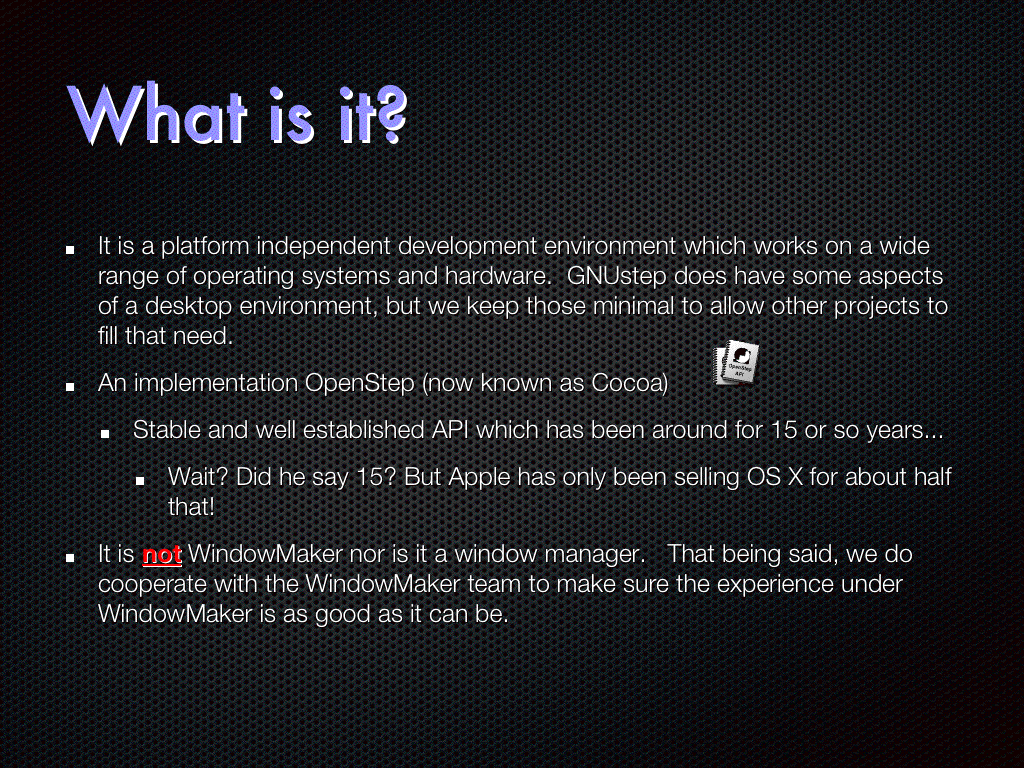 What is it?
It is a platform independent development environment which works on a wide
range of operating systems and hardware.  GNUstep does have some aspects
of a desktop environment, but we keep those minimal to allow other projects to
fill that need.
OpenStep
API
An implementation OpenStep (now known as Cocoa)
Stable and well established API which has been around for 15 or so years...
Wait? Did he say 15? But Apple has only been selling OS X for about half
that!
It is not WindowMaker nor is it a window manager.   That being said, we do
cooperate with the WindowMaker team to make sure the experience under
WindowMaker is as good as it can be.